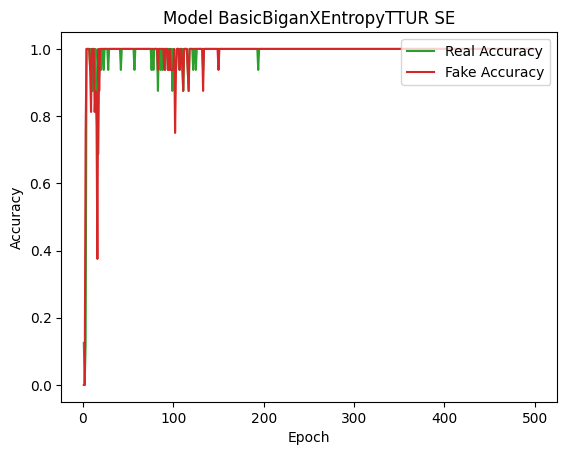 Model BasicBiganXEntropyTTUR SE
Real Accuracy
Fake Accuracy
Accuracy
1.0
0.8
0.6
0.4
0.2
0.0
0 100 200 300 400 500
Epoch